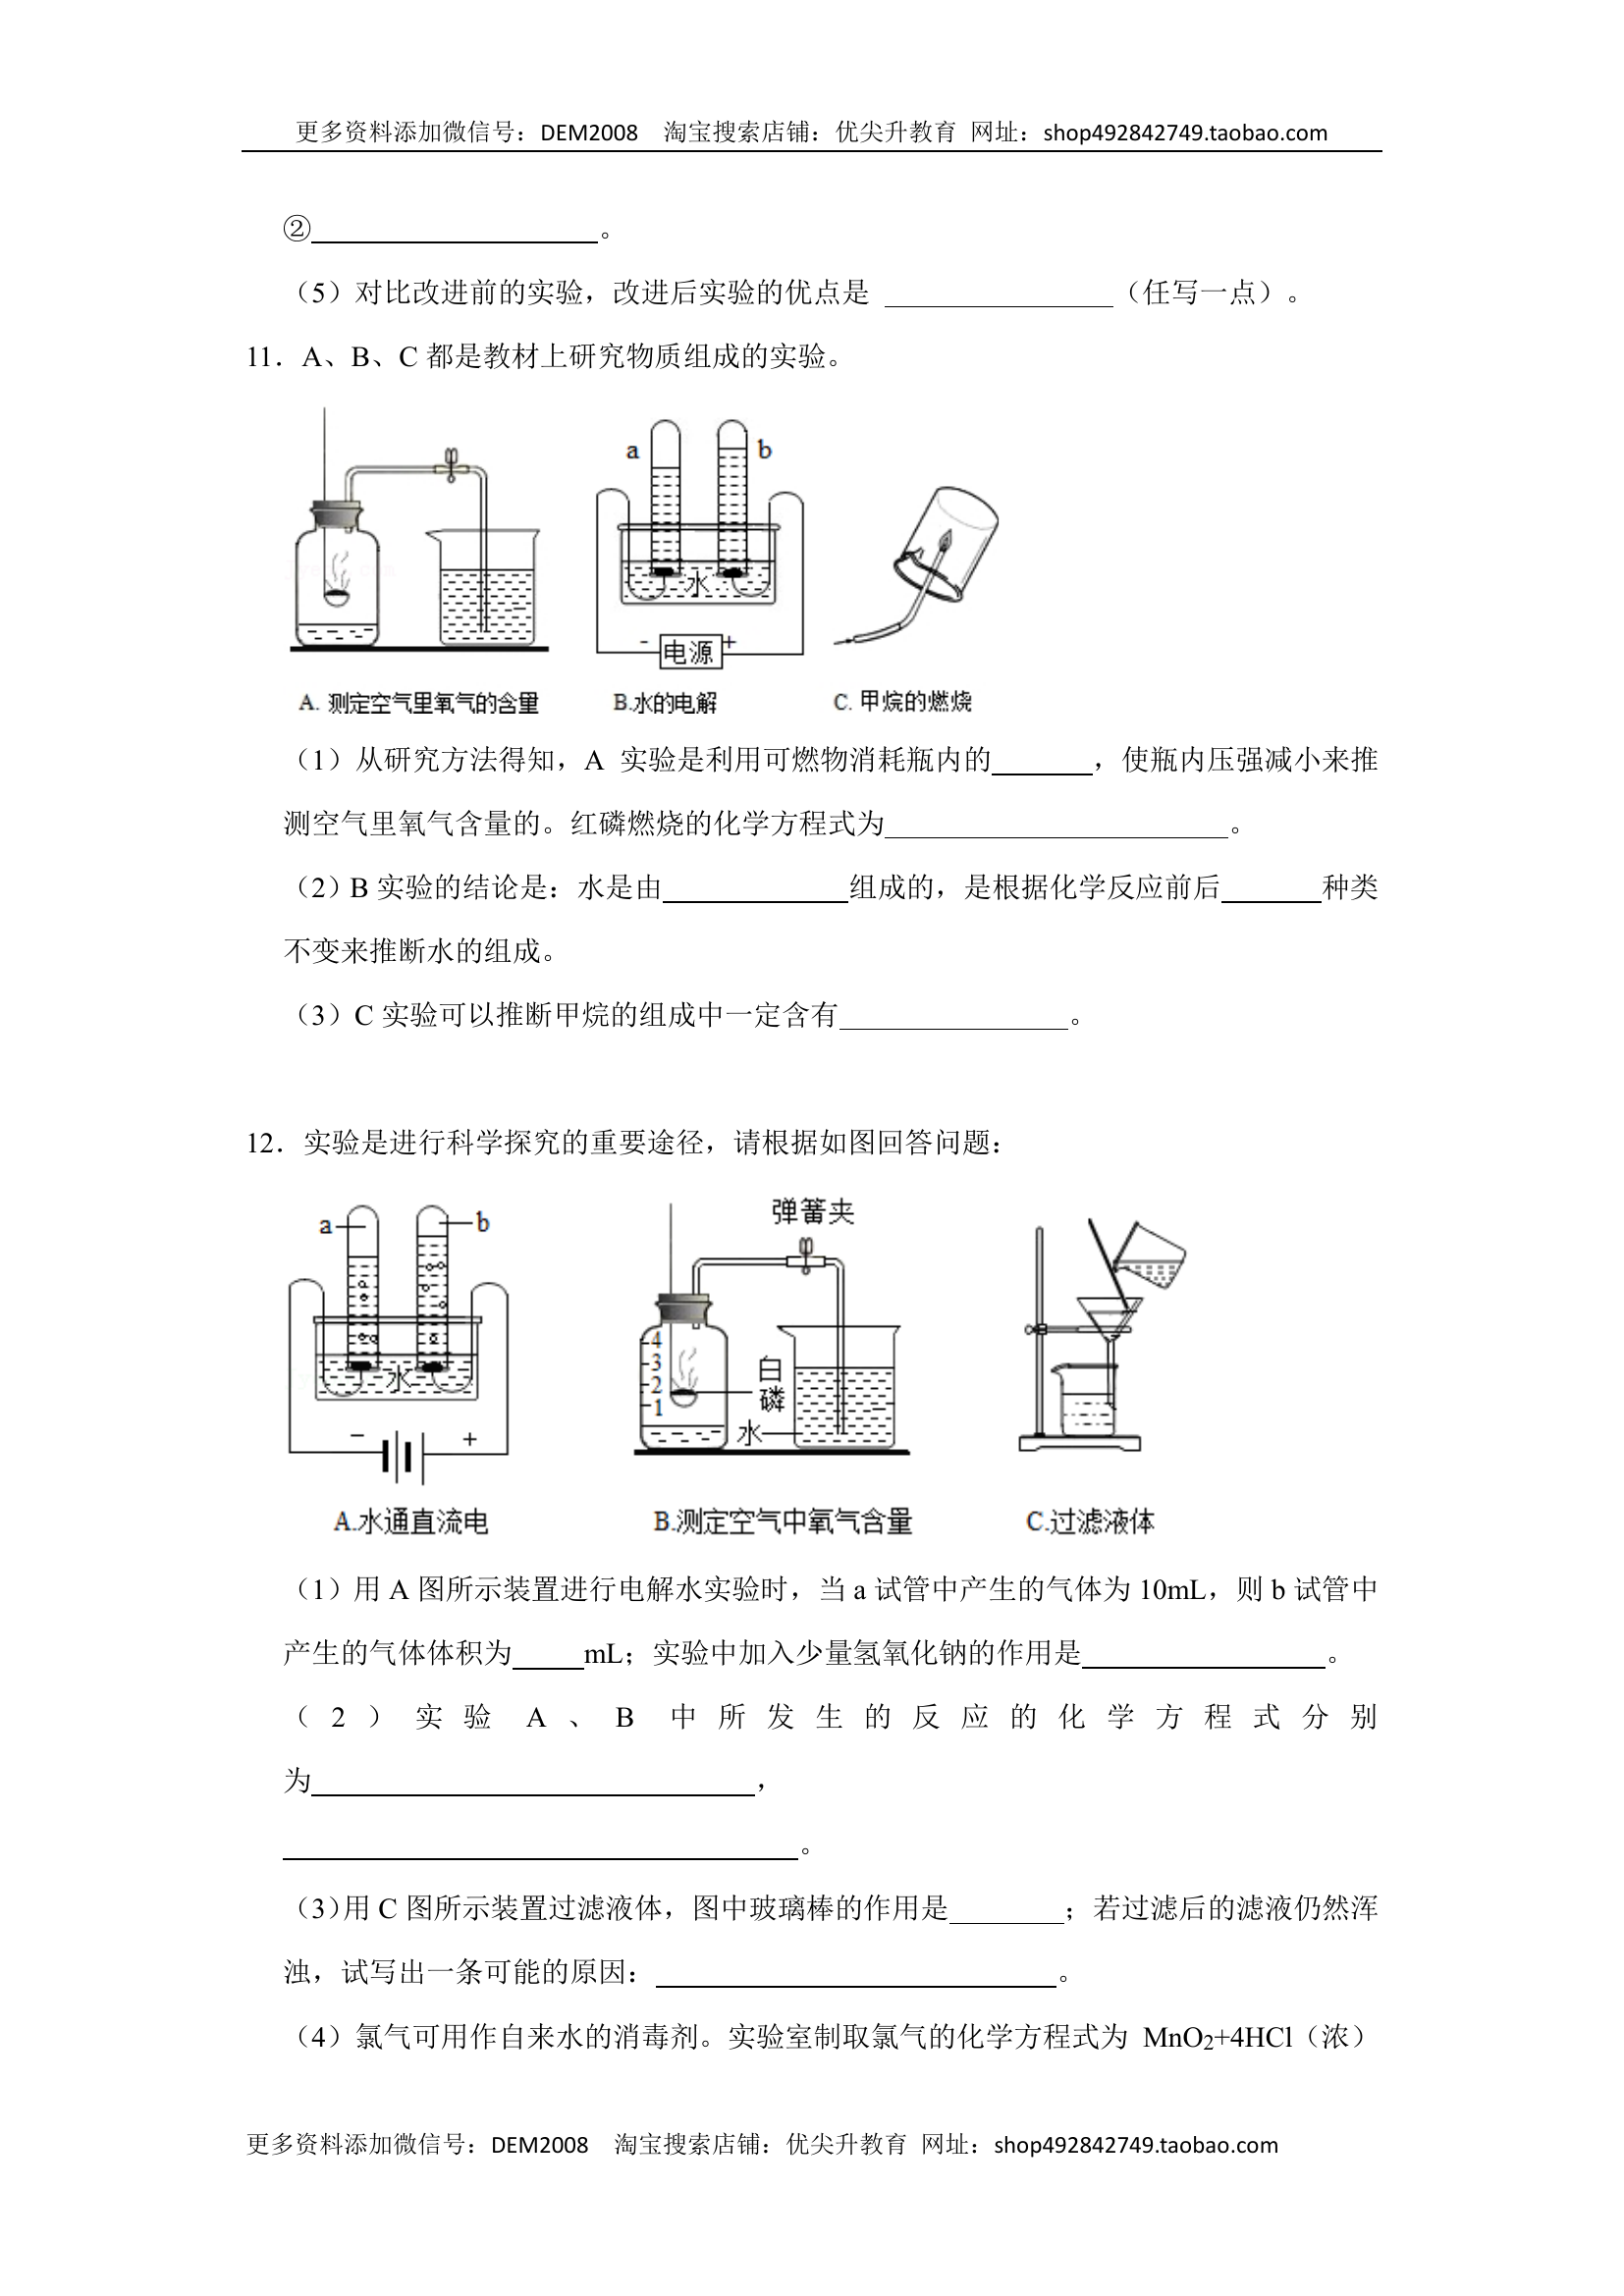 更多资料添加微信号：DEM2008 淘宝搜索店铺：优尖升教育 网址：shop492842749.taobao.com
②____________________。
（5）对比改进前的实验，改进后实验的优点是 ________________（任写一点）。
11．A、B、C 都是教材上研究物质组成的实验。
a b
水
- 电源 +
A. 测定空气里氧气的含量 B.水的电解 C. 甲烷的燃烧
（1）从研究方法得知，A 实验是利用可燃物消耗瓶内的_______，使瓶内压强减小来推
测空气里氧气含量的。红磷燃烧的化学方程式为________________________。
（2）B 实验的结论是：水是由_____________组成的，是根据化学反应前后_______种类
不变来推断水的组成。
（3）C 实验可以推断甲烷的组成中一定含有________________。
12．实验是进行科学探究的重要途径，请根据如图回答问题：
a b 弹簧夹
4
3
2
1
白磷
水 水
− +
A.水通直流电 B.测定空气中氧气含量 C.过滤液体
（1）用 A 图所示装置进行电解水实验时，当 a 试管中产生的气体为 10mL，则 b 试管中
产生的气体体积为_____mL；实验中加入少量氢氧化钠的作用是_________________。
（2）实验 A、B 中所发生的反应的化学方程式分别
为_______________________________，
____________________________________。
（3）用 C 图所示装置过滤液体，图中玻璃棒的作用是________；若过滤后的滤液仍然浑
浊，试写出一条可能的原因：____________________________。
（4）氯气可用作自来水的消毒剂。实验室制取氯气的化学方程式为 MnO2+4HCl（浓）
更多资料添加微信号：DEM2008 淘宝搜索店铺：优尖升教育 网址：shop492842749.taobao.com